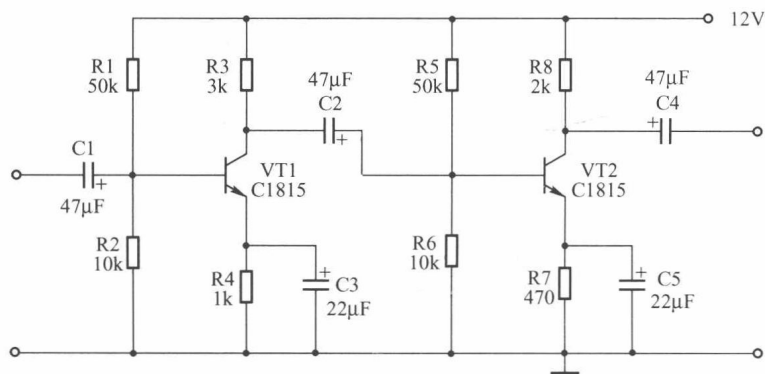 12V
R1
50k
R3
3k
47μF
C2
+
R5
50k
R8
2k
47μF
C4
+
C1
+
47μF
VT1
C1815
VT2
C1815
R2
10k
R4
1k
+
C3
22μF
R6
10k
R7
470
+
C5
22μF